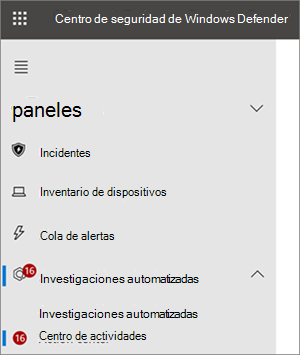 Centro de seguridad de Windows Defender
paneles
Incidentes
Inventario de dispositivos
Cola de alertas
16
Investigaciones automatizadas
Investigaciones automatizadas
16
Centro de actividades